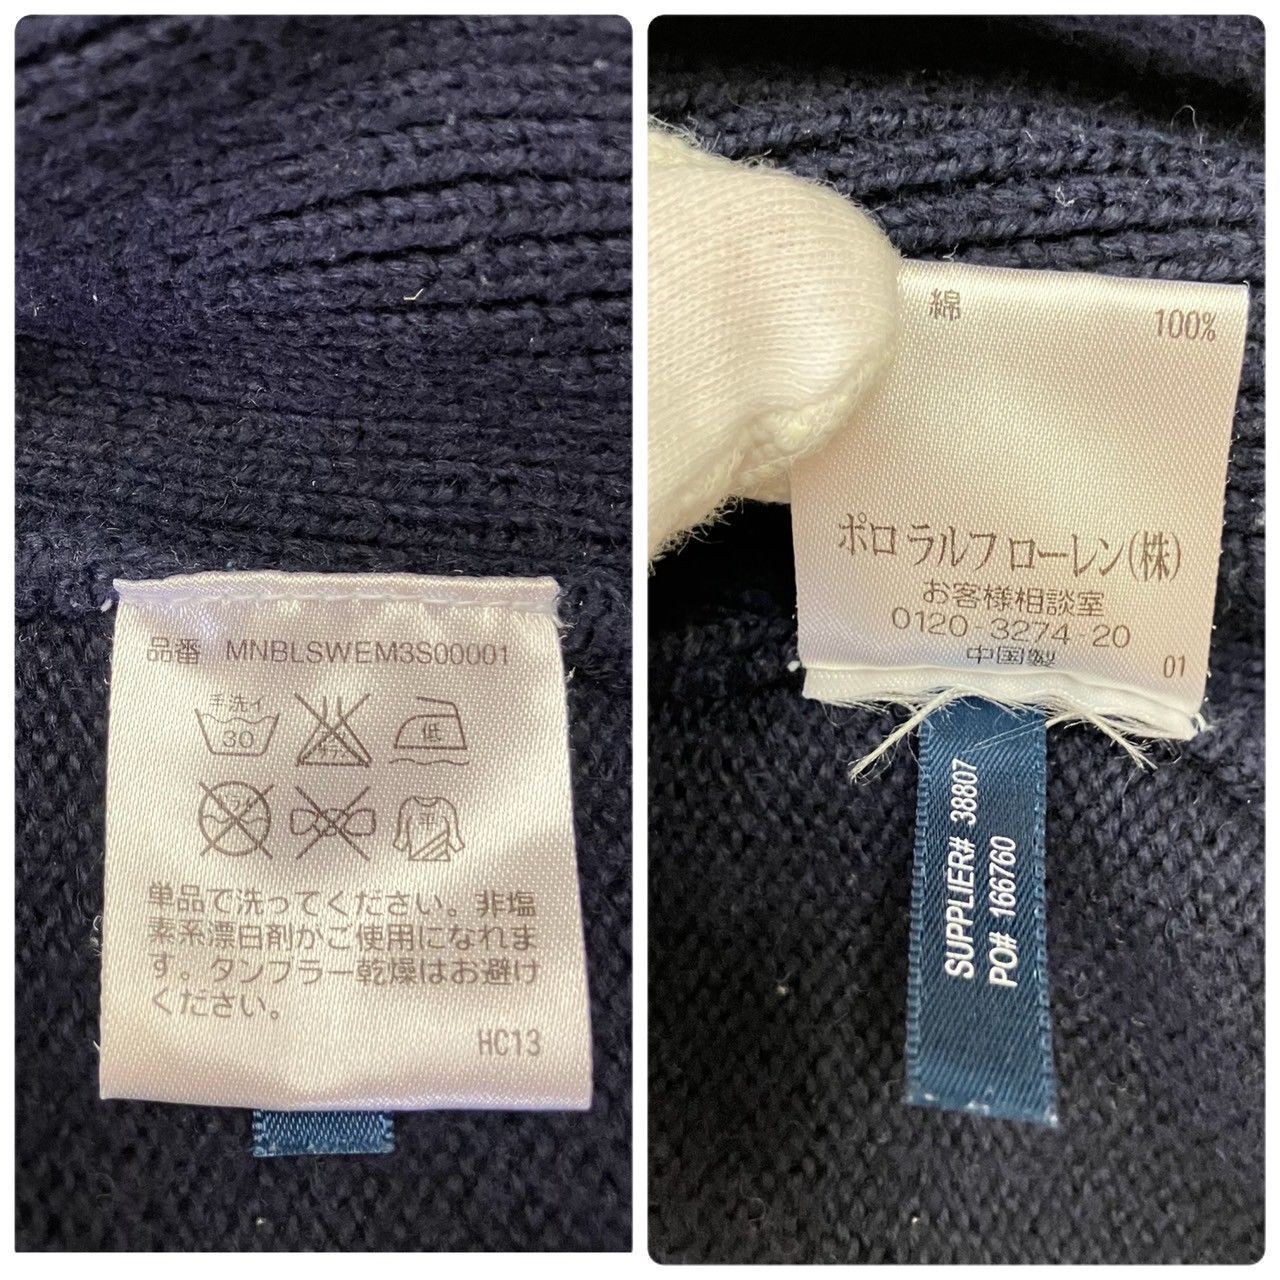 品番 MNBLSWEM3S00001
手洗イ
30
低
単品で洗ってください。非塩
素系漂白剤がご使用になれま
す。タンブラー乾燥はお避け
ください。
HC13
綿 100%
ポロ ラルフ ローレン(株)
お客様相談室
0120-3274-20
中国製
01
SUPPLIER# 38807
PO# 166760